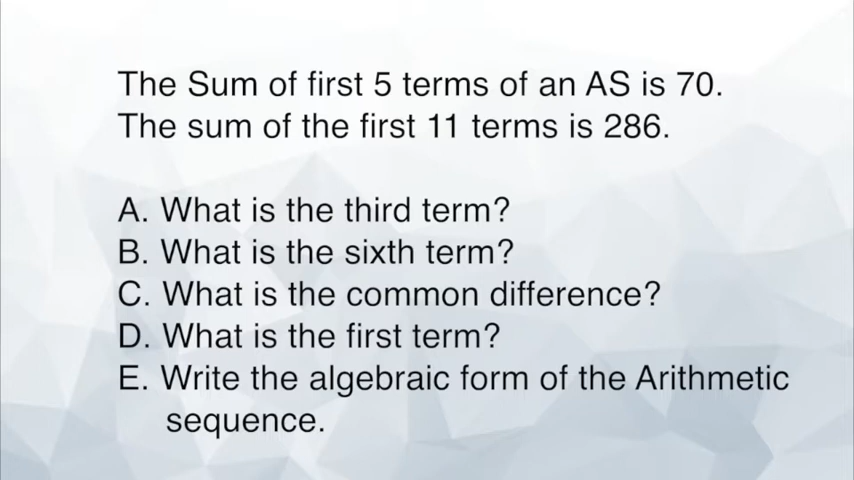 The Sum of first 5 terms of an AS is 70.
The sum of the first 11 terms is 286.
A. What is the third term?
B. What is the sixth term?
C. What is the common difference?
D. What is the first term?
E. Write the algebraic form of the Arithmetic
sequence.